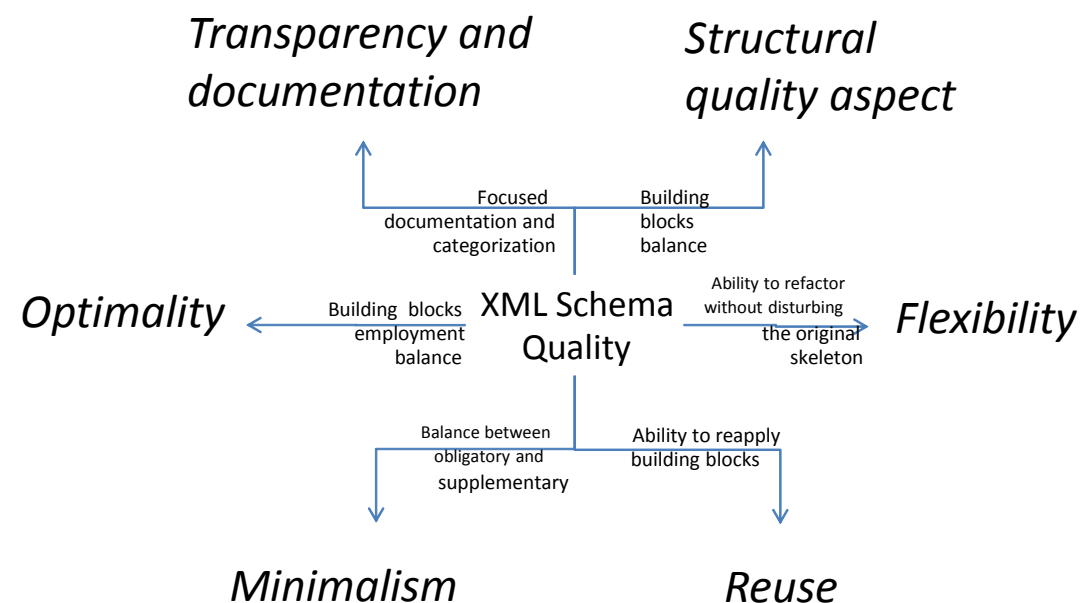 Transparency and
documentation
Structural
quality aspect
Focused
documentation and
categorization
Building
blocks
balance
Optimality
Building blocks
employment
balance
XML Schema
Quality
Ability to refactor
without disturbing
the original
skeleton
Flexibility
Balance between
obligatory and
supplementary
Ability to reapply
building blocks
Minimalism
Reuse